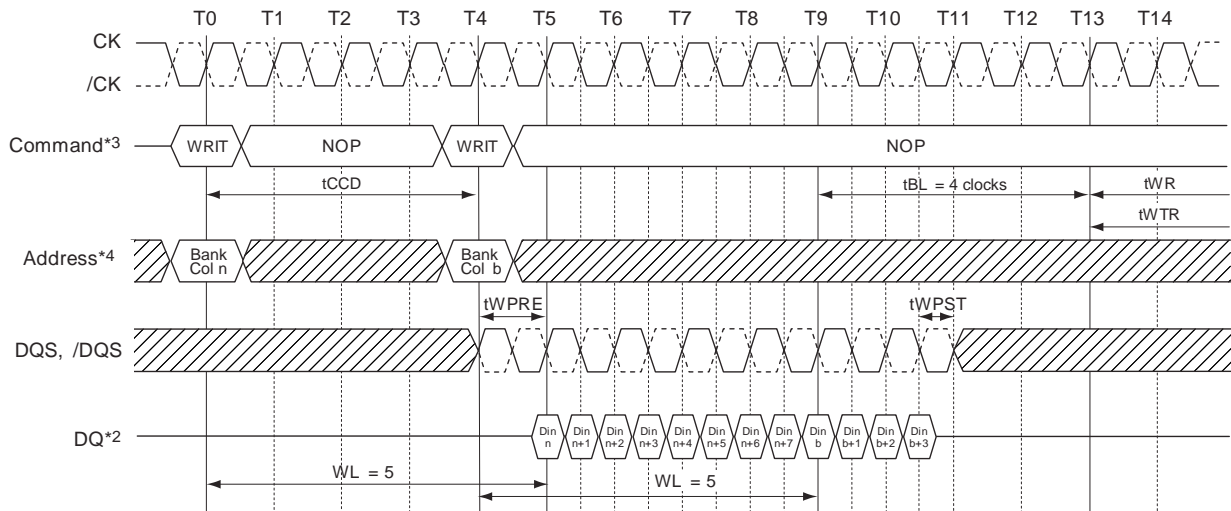 T0 T1 T2 T3 T4 T5 T6 T7 T8 T9 T10 T11 T12 T13 T14
CK
/CK
Command*3 WRIT NOP WRIT NOP
tCCD tBL = 4 clocks tWR
tWTR
Address*4 Bank Col n Bank Col b
tWPRE tWPST
DQS, /DQS
DQ*2 Din n Din n+1 Din n+2 Din n+3 Din n+4 Din n+5 Din n+6 Din n+7 Din b Din b+1 Din b+2 Din b+3
WL = 5 WL = 5